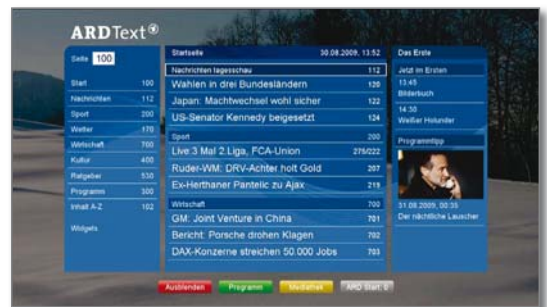 ARDText
Seite 100
Start 100
Nachrichten 112
Sport 200
Wetter 170
Wirtschaft 700
Kultur 400
Ratgeber 530
Programm 300
Inhalt A-Z 102
Widgets
Startseite 30.08.2009, 13:52
Nachrichten tagesschau 112
Wahlen in drei Bundesländern 120
Japan: Machtwechsel wohl sicher 122
US-Senator Kennedy beigesetzt 124
Sport 200
Live:3 Mal 2.Liga, FCA-Union 275/022
Ruder-WM: DRV-Achter holt Gold 207
Ex-Herthaner Pantelic zu Ajax 219
Wirtschaft 700
GM: Joint Venture in China 701
Bericht: Porsche drohen Klagen 702
DAX-Konzerne streichen 50.000 Jobs 703
Das Erste
Jetzt im Ersten
13:45
Bilderbuch
14:30
Weißer Holunder
Programmtipp
31.08.2009, 00:35
Der nächtliche Lauscher
Ausblenden Programm Mediathek ARD Start: 0